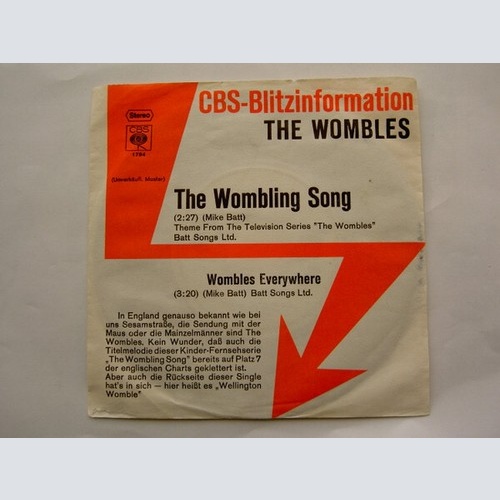 CBS-Blitzinformation
THE WOMBLES
Stereo
CBS
1794
(Unverkäufl. Muster)
The Wombling Song
(2:27) (Mike Batt)
Theme From The Television Series "The Wombles"
Batt Songs Ltd.
Wombles Everywhere
(3:20) (Mike Batt) Batt Songs Ltd.
In England genauso bekannt wie bei
uns Sesamstraße, die Sendung mit der
Maus oder die Mainzelmänner sind The
Wombles. Kein Wunder, daß auch die
Titelmelodie dieser Kinder-Fernsehserie
„The Wombling Song" bereits auf Platz 7
der englischen Charts geklettert ist.
Aber auch die Rückseite dieser Single
hat's in sich – hier heißt es „Wellington
Womble"